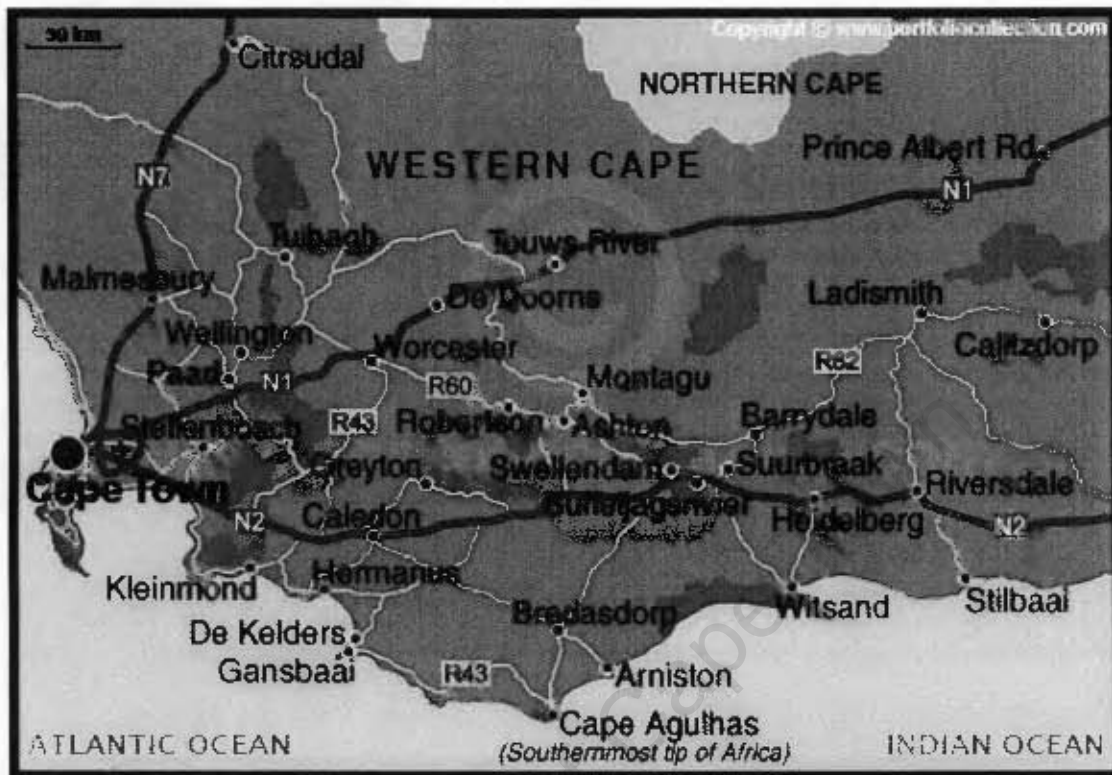 50 km
Copyright © www.portfoliocollection.com
Citrsudal
NORTHERN CAPE
Prince Albert Rd
WESTERN CAPE
N7
N1
Tulbagh
Touws River
Malmesbury
De Doorns
Ladismith
Wellington
Worcester
Calitzdorp
Paarl
N1
R60
Montagu
R62
Stellenbosch
R43
Robertson
Ashton
Barrydale
Greyton
Swellendam
Suurbraak
Cape Town
Riversdale
N2
Caledon
Heidelberg
N2
Kleinmond
Hermanus
Bredasdorp
Witsand
Stilbaai
De Kelders
Gansbaai
R43
Arniston
Cape Agulhas
ATLANTIC OCEAN
(Southernmost tip of Africa)
INDIAN OCEAN